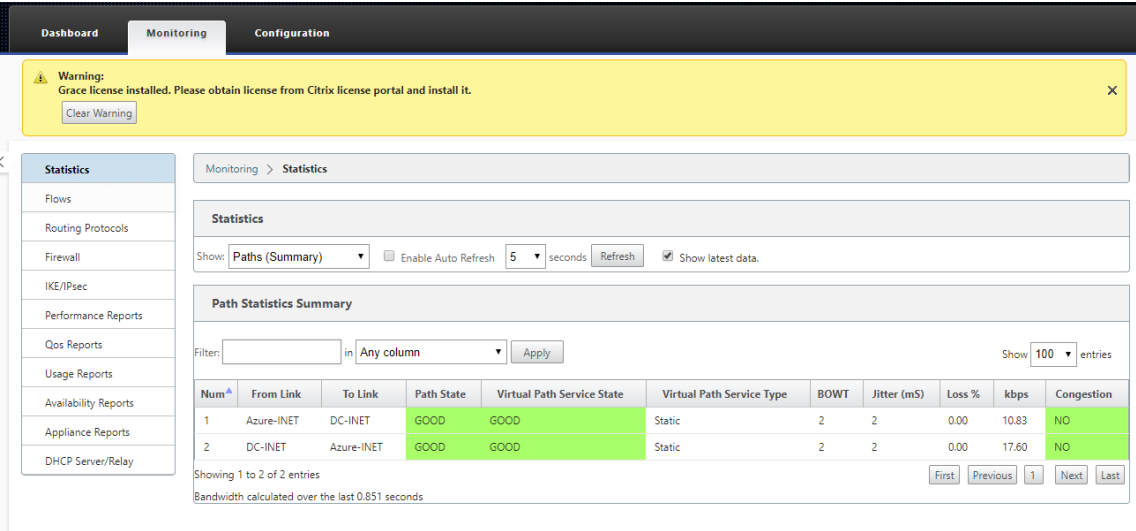 Dashboard Monitoring Configuration
Warning:
Grace license installed. Please obtain license from Citrix license portal and install it.
Clear Warning
Statistics
Flows
Routing Protocols
Firewall
IKE/IPsec
Performance Reports
Qos Reports
Usage Reports
Availability Reports
Appliance Reports
DHCP Server/Relay
Monitoring > Statistics
Statistics
Show: Paths (Summary) Enable Auto Refresh 5 seconds Refresh Show latest data.
Path Statistics Summary
Filter: in Any column Apply Show 100 entries
Num From Link To Link Path State Virtual Path Service State Virtual Path Service Type BOWT Jitter (mS) Loss % kbps Congestion
1 Azure-INET DC-INET GOOD GOOD Static 2 2 0.00 10.83 NO
2 DC-INET Azure-INET GOOD GOOD Static 2 2 0.00 17.60 NO
Showing 1 to 2 of 2 entries First Previous 1 Next Last
Bandwidth calculated over the last 0.851 seconds